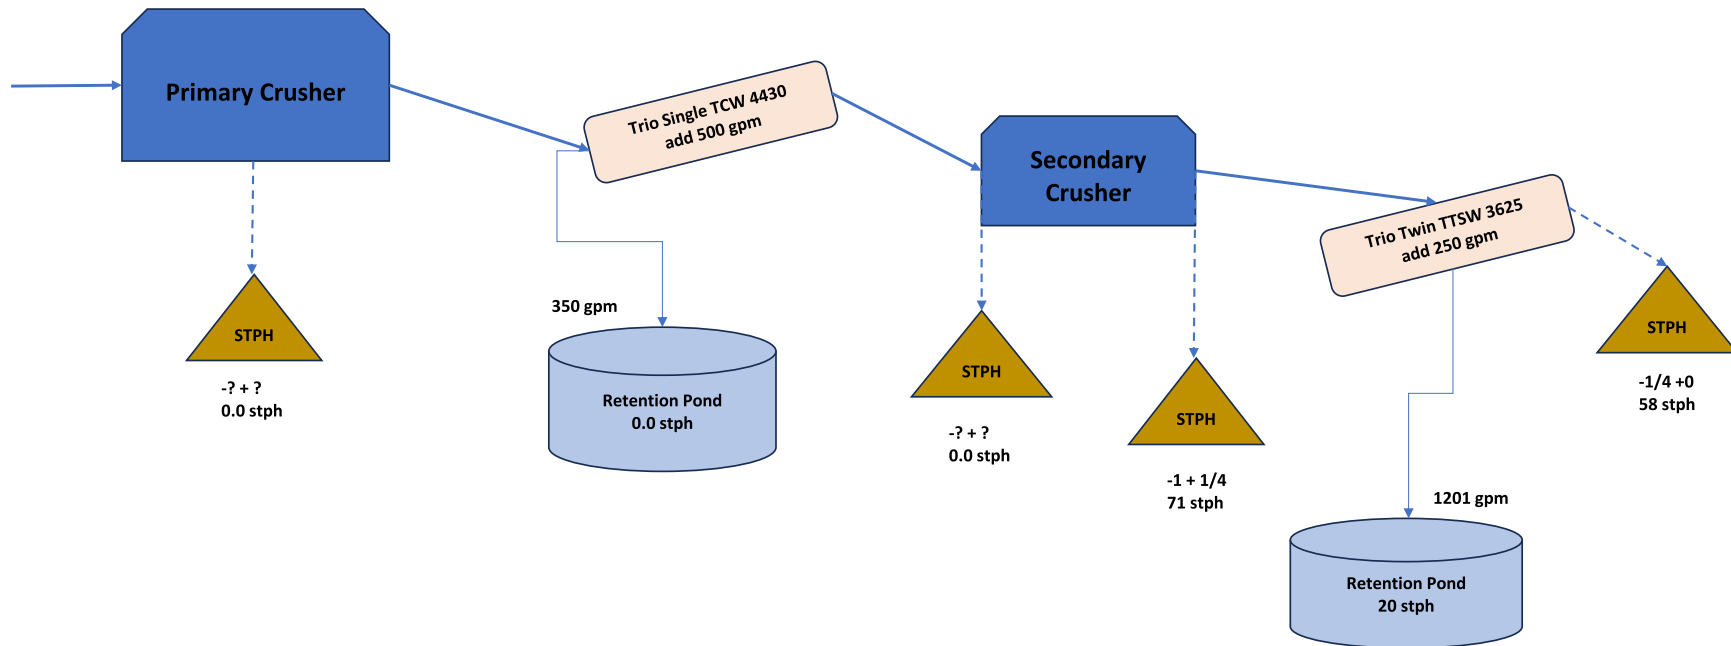 Primary Crusher
Trio Single TCW 4430
add 500 gpm
STPH
-? + ?
0.0 stph
350 gpm
Retention Pond
0.0 stph
Secondary
Crusher
STPH
-? + ?
0.0 stph
STPH
-1 + 1/4
71 stph
Trio Twin TTSW 3625
add 250 gpm
STPH
-1/4 +0
58 stph
1201 gpm
Retention Pond
20 stph